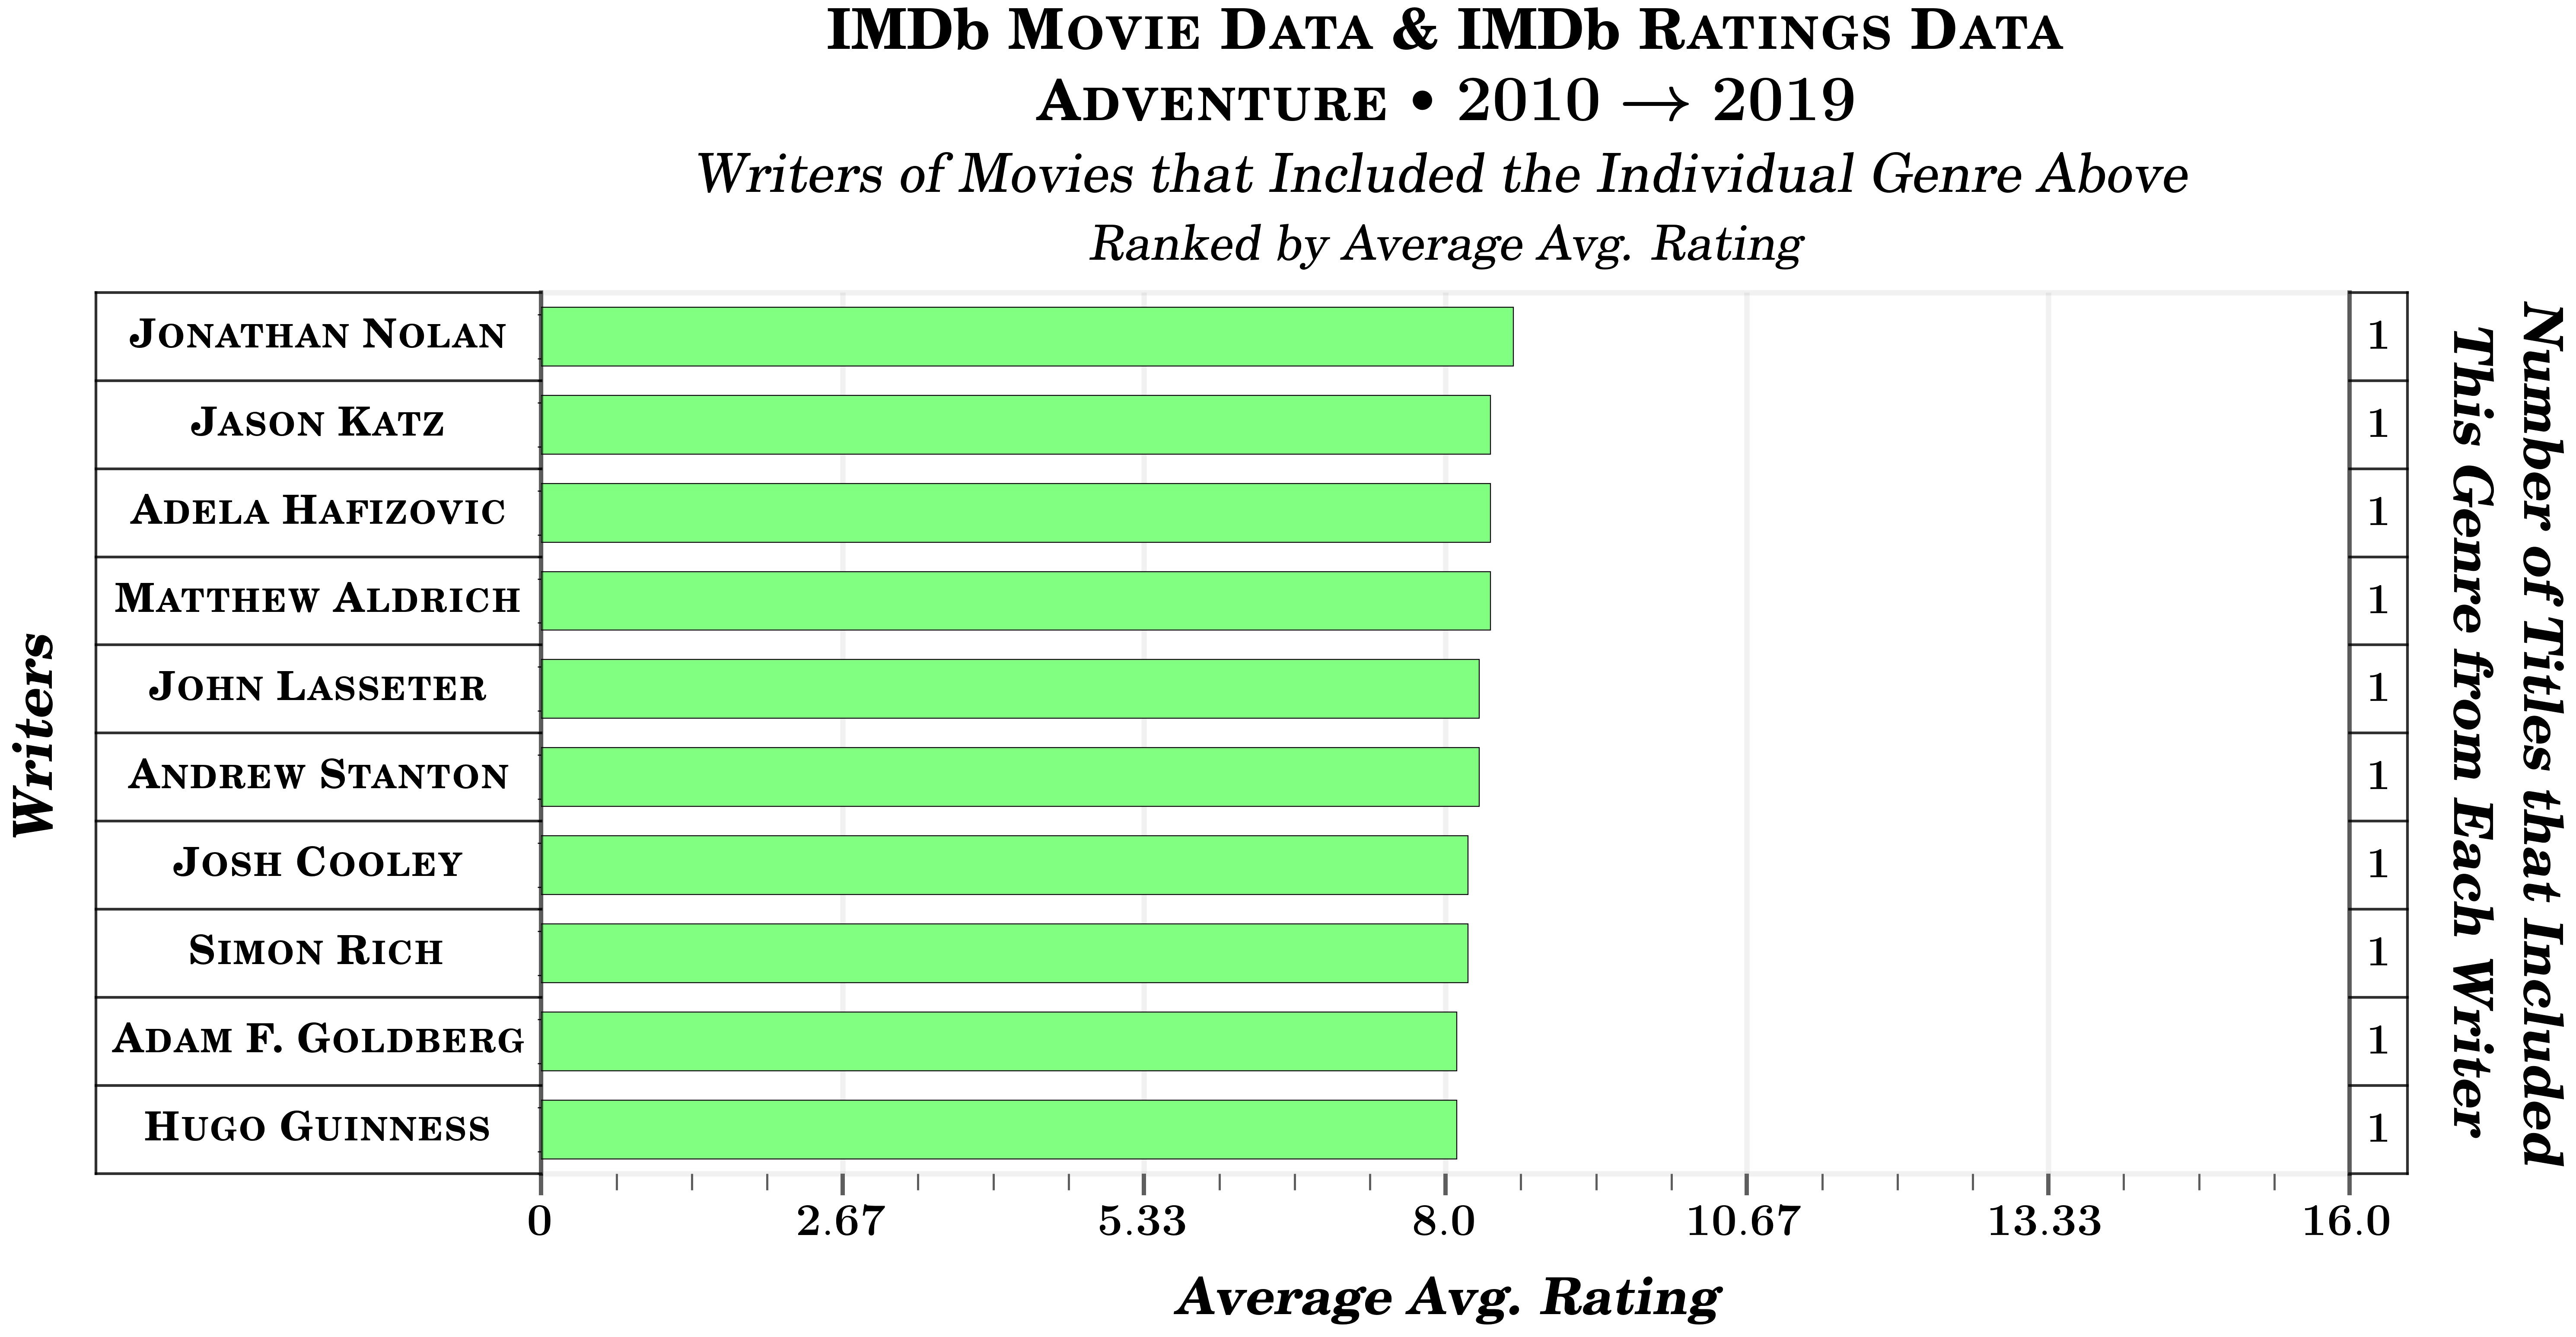 IMDb Movie Data & IMDb Ratings Data
Adventure • 2010 → 2019
Writers of Movies that Included the Individual Genre Above
Ranked by Average Avg. Rating
Writers
Jonathan Nolan 1
Jason Katz 1
Adela Hafizovic 1
Matthew Aldrich 1
John Lasseter 1
Andrew Stanton 1
Josh Cooley 1
Simon Rich 1
Adam F. Goldberg 1
Hugo Guinness 1
Number of Titles that Included
This Genre from Each Writer
0 2.67 5.33 8.0 10.67 13.33 16.0
Average Avg. Rating